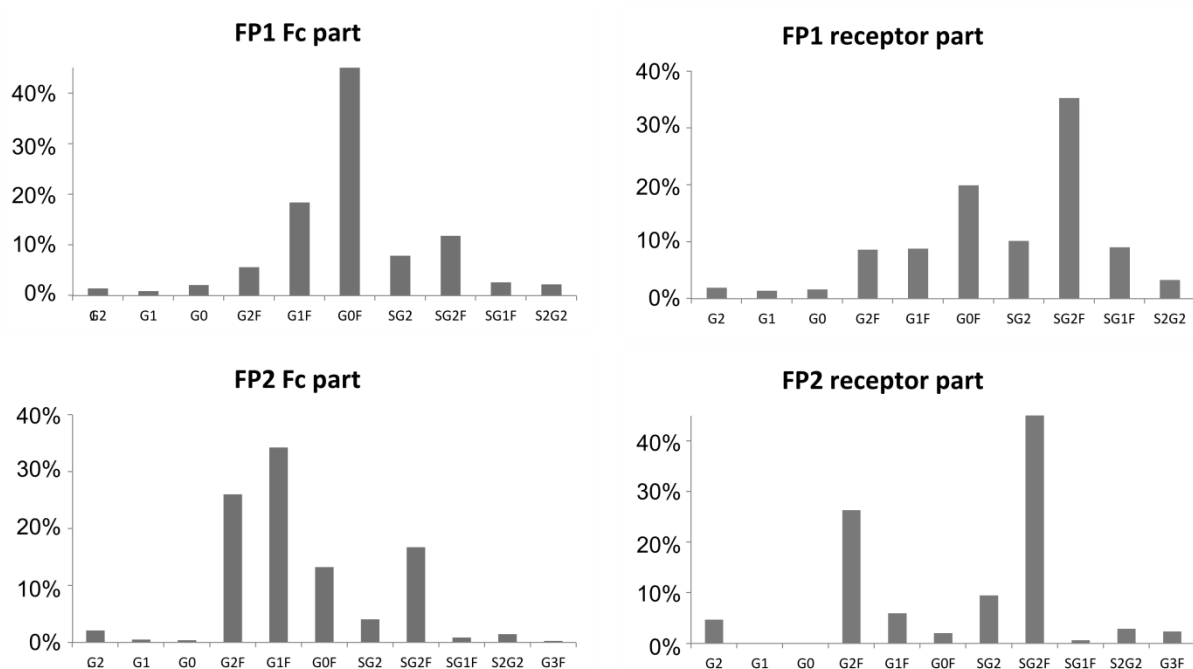 FP1 Fc part
40%
30%
20%
10%
0%
G2 G1 G0 G2F G1F G0F SG2 SG2F SG1F S2G2
FP1 receptor part
40%
30%
20%
10%
0%
G2 G1 G0 G2F G1F G0F SG2 SG2F SG1F S2G2
FP2 Fc part
40%
30%
20%
10%
0%
G2 G1 G0 G2F G1F G0F SG2 SG2F SG1F S2G2 G3F
FP2 receptor part
40%
30%
20%
10%
0%
G2 G1 G0 G2F G1F G0F SG2 SG2F SG1F S2G2 G3F